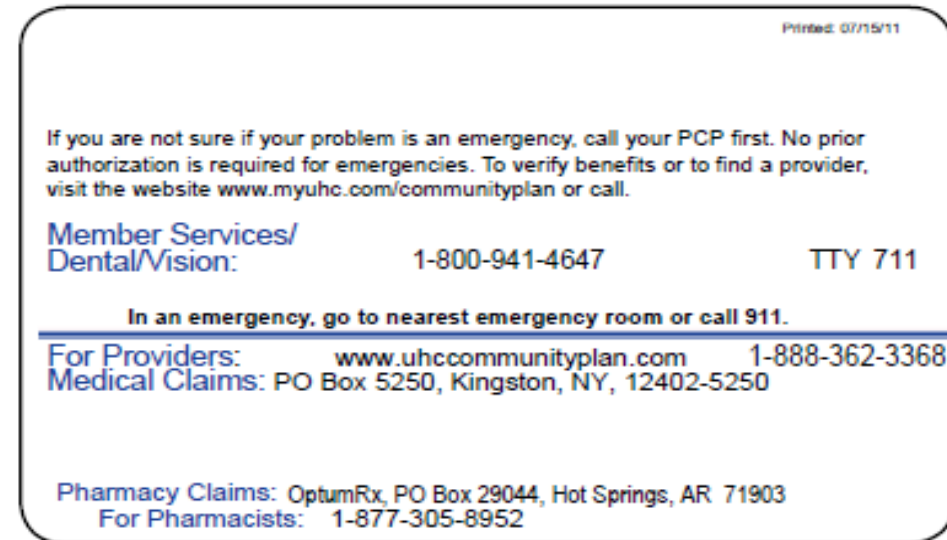 Printed: 07/15/11
If you are not sure if your problem is an emergency, call your PCP first. No prior
authorization is required for emergencies. To verify benefits or to find a provider,
visit the website www.myuhc.com/communityplan or call.
Member Services/
Dental/Vision: 1-800-941-4647 TTY 711
In an emergency, go to nearest emergency room or call 911.
For Providers: www.uhccommunityplan.com 1-888-362-3368
Medical Claims: PO Box 5250, Kingston, NY, 12402-5250
Pharmacy Claims: OptumRx, PO Box 29044, Hot Springs, AR 71903
For Pharmacists: 1-877-305-8952